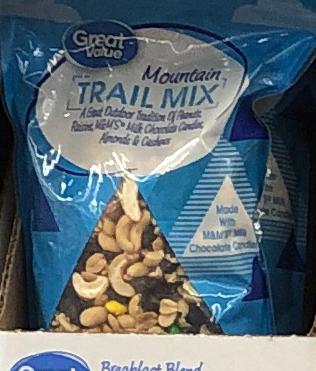 Great
Value
Mountain
TRAIL MIX
A Great Outdoor Tradition Of Peanuts,
Raisins, M&M'S® Milk Chocolate Candies,
Almonds & Cashews
Made
With
M&M'S® Milk
Chocolate Candies
Great
Breakfast Blend